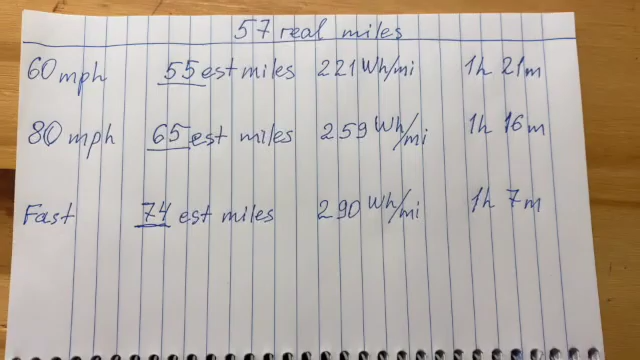 57 real miles
60 mph 55 est miles 221 Wh/mi 1h 21m
80 mph 65 est miles 259 Wh/mi 1h 16m
Fast 74 est miles 290 Wh/mi 1h 7m